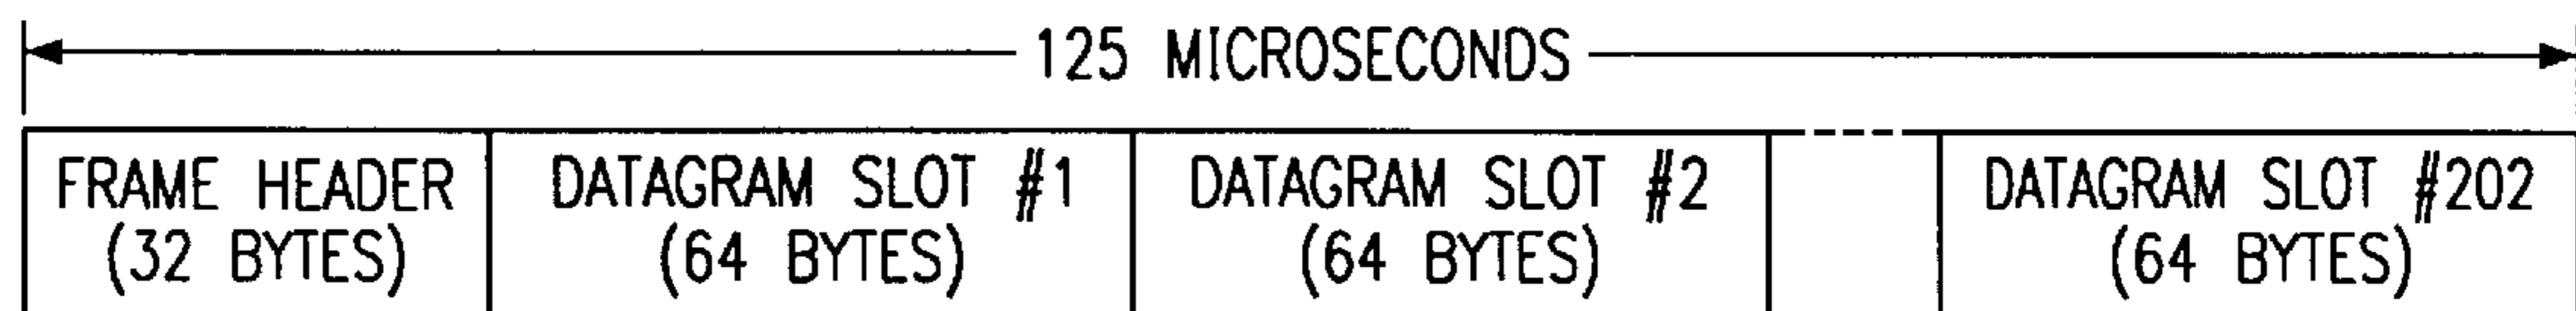 125 MICROSECONDS
FRAME HEADER
(32 BYTES)
DATAGRAM SLOT #1
(64 BYTES)
DATAGRAM SLOT #2
(64 BYTES)
DATAGRAM SLOT #202
(64 BYTES)